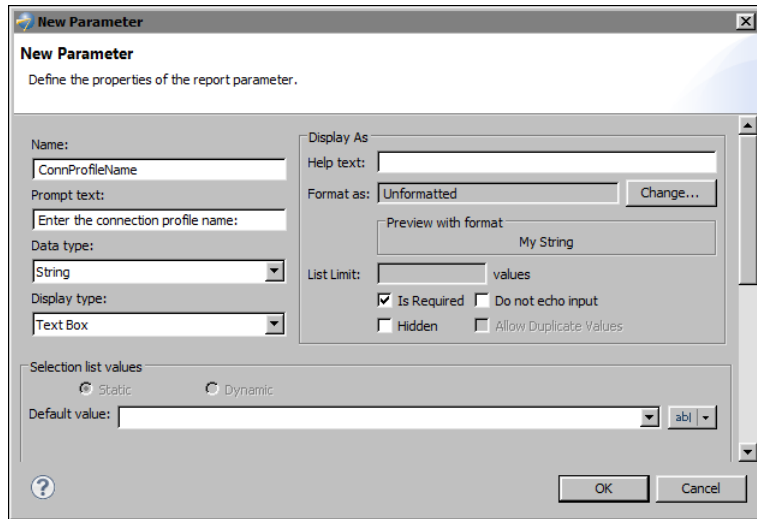 New Parameter
New Parameter
Define the properties of the report parameter.
Name:
ConnProfileName
Prompt text:
Enter the connection profile name:
Data type:
String
Display type:
Text Box
Display As
Help text:
Format as: Unformatted Change...
Preview with format
My String
List Limit: values
Is Required Do not echo input
Hidden Allow Duplicate Values
Selection list values
Static Dynamic
Default value: ab|
? OK Cancel